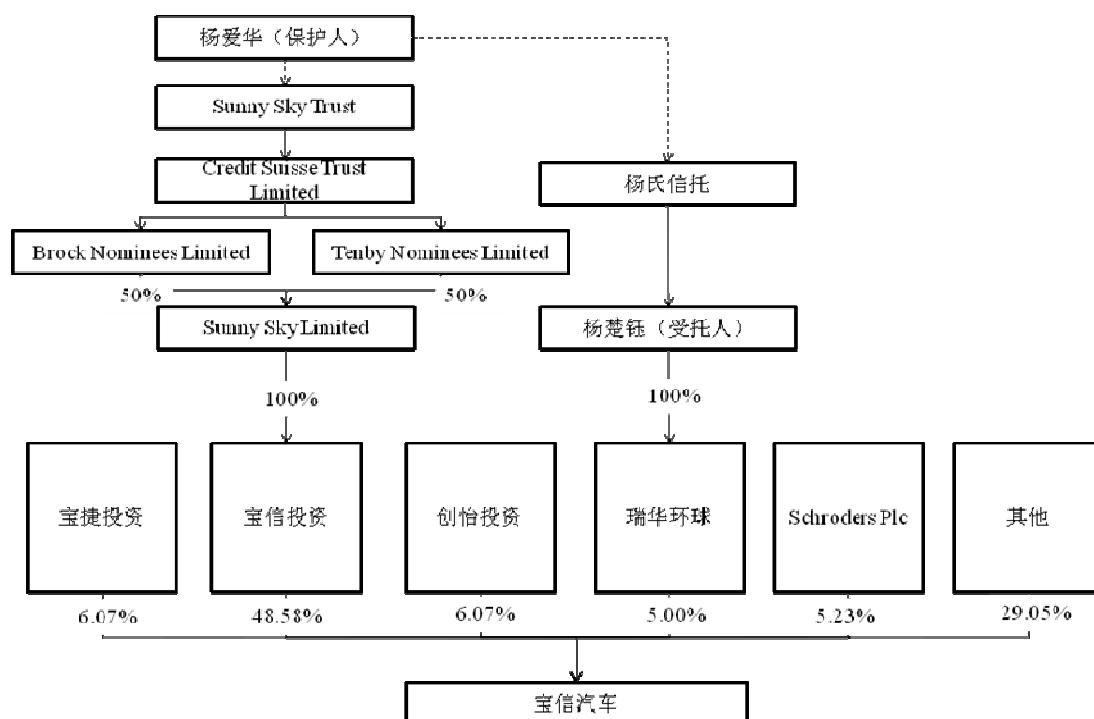 杨爱华（保护人）
Sunny Sky Trust
Credit Suisse Trust
Limited
杨氏信托
Brock Nominees Limited
Tenby Nominees Limited
50%
50%
Sunny Sky Limited
杨楚钰（受托人）
100%
100%
宝捷投资
宝信投资
创怡投资
瑞华环球
Schroders Plc
其他
6.07%
48.58%
6.07%
5.00%
5.23%
29.05%
宝信汽车